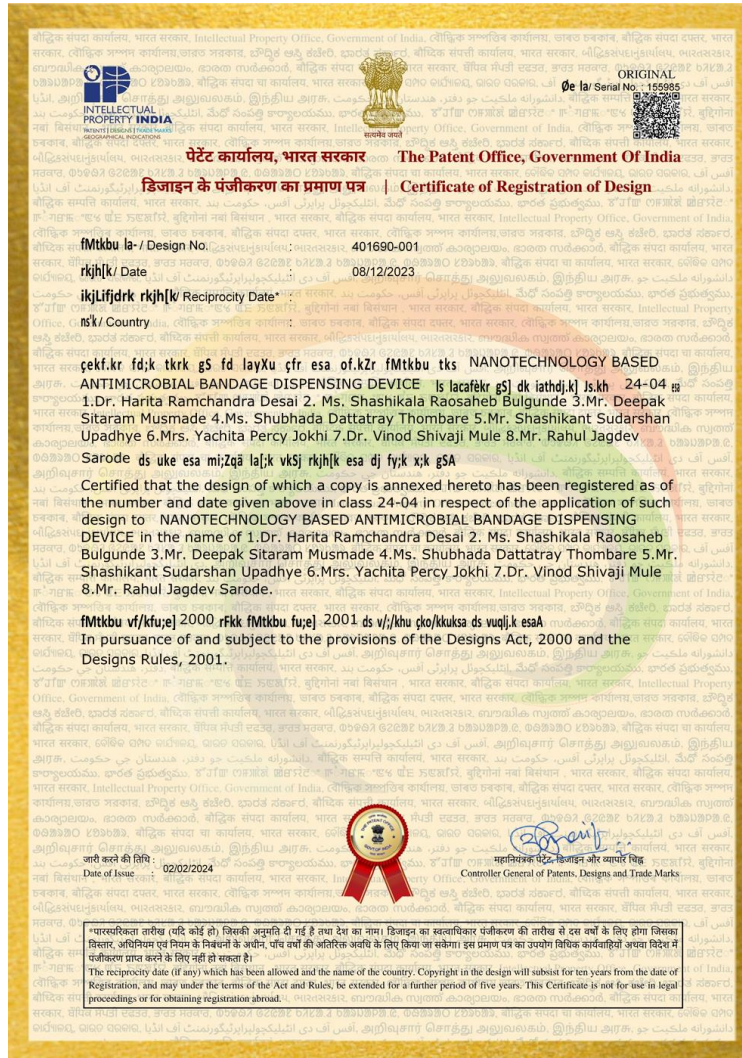 ORIGINAL
Øe la/ Serial No. : 155985
INTELLECTUAL
PROPERTY INDIA
PATENTS | DESIGNS | TRADE MARKS
GEOGRAPHICAL INDICATIONS
सत्यमेव जयते
पेटेंट कार्यालय, भारत सरकार The Patent Office, Government Of India
डिजाइन के पंजीकरण का प्रमाण पत्र | Certificate of Registration of Design
fMtkbu la- / Design No. : 401690-001
rkjh[k / Date : 08/12/2023
ikjLifjdrk rkjh[k/ Reciprocity Date* :
ns'k / Country :
çekf.kr fd;k tkrk gS fd layXu çfr esa of.kZr fMtkbu tks NANOTECHNOLOGY BASED
ANTIMICROBIAL BANDAGE DISPENSING DEVICE ls lacafèkr gS] dk iathdj.k] Js.kh 24-04 esa
1.Dr. Harita Ramchandra Desai 2. Ms. Shashikala Raosaheb Bulgunde 3.Mr. Deepak
Sitaram Musmade 4.Ms. Shubhada Dattatray Thombare 5.Mr. Shashikant Sudarshan
Upadhye 6.Mrs. Yachita Percy Jokhi 7.Dr. Vinod Shivaji Mule 8.Mr. Rahul Jagdev
Sarode ds uke esa mi;Zqä la[;k vkSj rkjh[k esa dj fy;k x;k gSA
Certified that the design of which a copy is annexed hereto has been registered as of
the number and date given above in class 24-04 in respect of the application of such
design to NANOTECHNOLOGY BASED ANTIMICROBIAL BANDAGE DISPENSING
DEVICE in the name of 1.Dr. Harita Ramchandra Desai 2. Ms. Shashikala Raosaheb
Bulgunde 3.Mr. Deepak Sitaram Musmade 4.Ms. Shubhada Dattatray Thombare 5.Mr.
Shashikant Sudarshan Upadhye 6.Mrs. Yachita Percy Jokhi 7.Dr. Vinod Shivaji Mule
8.Mr. Rahul Jagdev Sarode.
fMtkbu vf/kfu;e] 2000 rFkk fMtkbu fu;e] 2001 ds v/;/khu çko/kkuksa ds vuqlj.k esaA
In pursuance of and subject to the provisions of the Designs Act, 2000 and the
Designs Rules, 2001.
जारी करने की तिथि :
Date of Issue : 02/02/2024
महानियंत्रक पेटेंट, डिजाइन और व्यापार चिह्न
Controller General of Patents, Designs and Trade Marks
*पारस्परिकता तारीख (यदि कोई हो) जिसकी अनुमति दी गई है तथा देश का नाम। डिजाइन का स्वत्वाधिकार पंजीकरण की तारीख से दस वर्षों के लिए होगा जिसका
विस्तार, अधिनियम एवं नियम के निबंधनों के अधीन, पाँच वर्षों की अतिरिक्त अवधि के लिए किया जा सकेगा। इस प्रमाण पत्र का उपयोग विधिक कार्यवाहियों अथवा विदेश में
पंजीकरण प्राप्त करने के लिए नहीं हो सकता है।
The reciprocity date (if any) which has been allowed and the name of the country. Copyright in the design will subsist for ten years from the date of
Registration, and may under the terms of the Act and Rules, be extended for a further period of five years. This Certificate is not for use in legal
proceedings or for obtaining registration abroad.